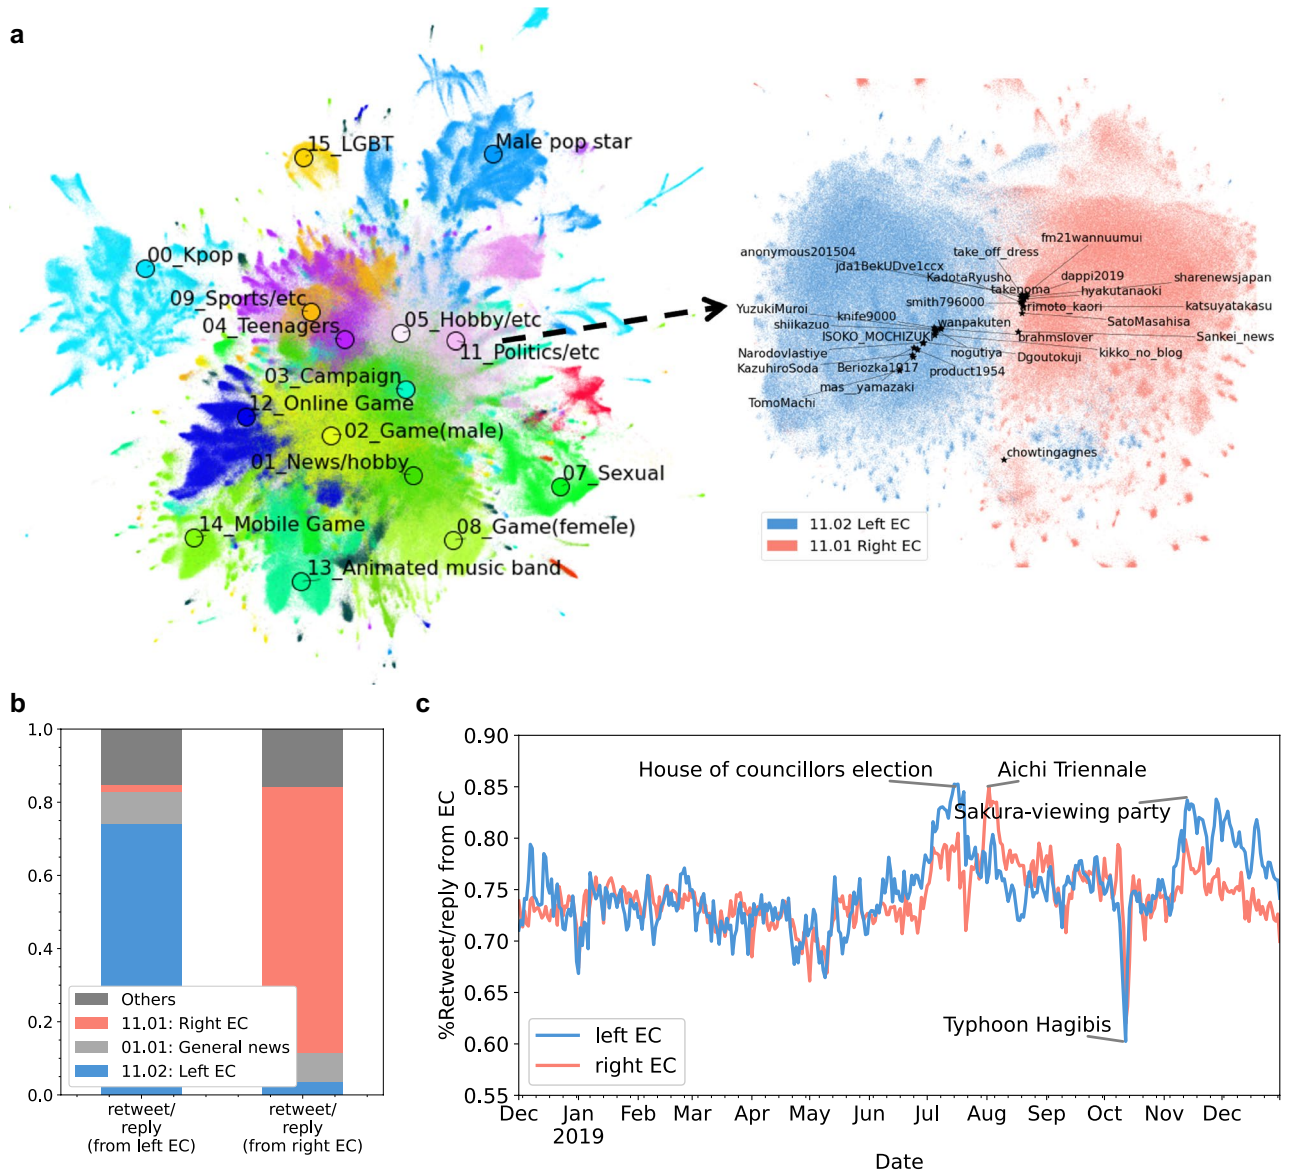 a
15_LGBT
Male pop star
00_Kpop
09_Sports/etc
04_Teenagers
05_Hobby/etc
11_Politics/etc
03_Campaign
12_Online Game
02_Game(male)
01_News/hobby
07_Sexual
14_Mobile Game
08_Game(femele)
13_Animated music band
fm21wannuumui
anonymous201504
take_off_dress
jda1BekUDve1ccx
KadotaRyusho
dappi2019
sharenewsjapan
takenoma
hyakutanaoki
smith796000
rimoto_kaori
katsuyatakasu
YuzukiMuroi
knife9000
shiikazuo
wanpakuten
SatoMasahisa
ISOKO_MOCHIZUKI
brahmslover
Sankei_news
Narodovlastiye
nogutiya
Dgoutokuji
kikko_no_blog
KazuhiroSoda
Beriozka1917
product1954
mas__yamazaki
TomoMachi
chowtingagnes
11.02 Left EC
11.01 Right EC
b
1.0
0.8
0.6
0.4
0.2
0.0
Others
11.01: Right EC
01.01: General news
11.02: Left EC
retweet/
reply
(from left EC)
retweet/
reply
(from right EC)
c
%Retweet/reply from EC
0.90
0.85
0.80
0.75
0.70
0.65
0.60
0.55
House of councillors election
Aichi Triennale
Sakura-viewing party
Typhoon Hagibis
left EC
right EC
Dec Jan Feb Mar Apr May Jun Jul Aug Sep Oct Nov Dec
2019
Date